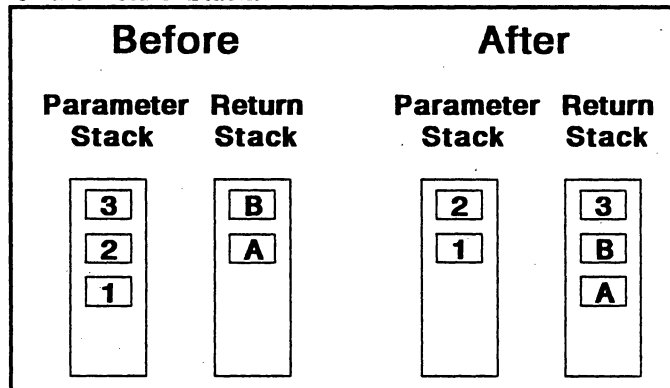 Before After
Parameter Return Parameter Return
Stack Stack Stack Stack
3 B 2 3
2 A 1 B
1 A